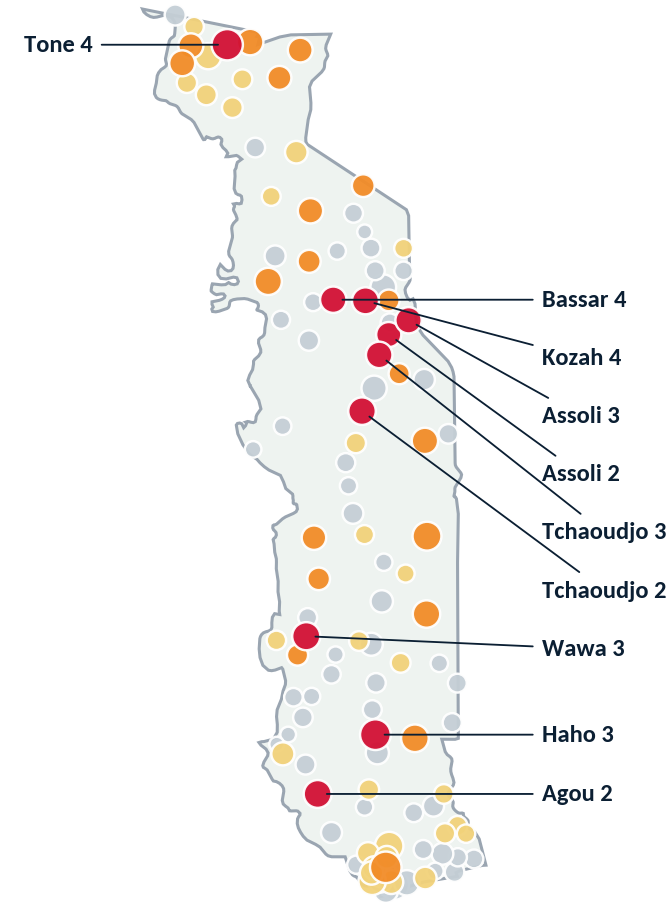 Tone 4
Bassar 4
Kozah 4
Assoli 3
Assoli 2
Tchaoudjo 3
Tchaoudjo 2
Wawa 3
Haho 3
Agou 2